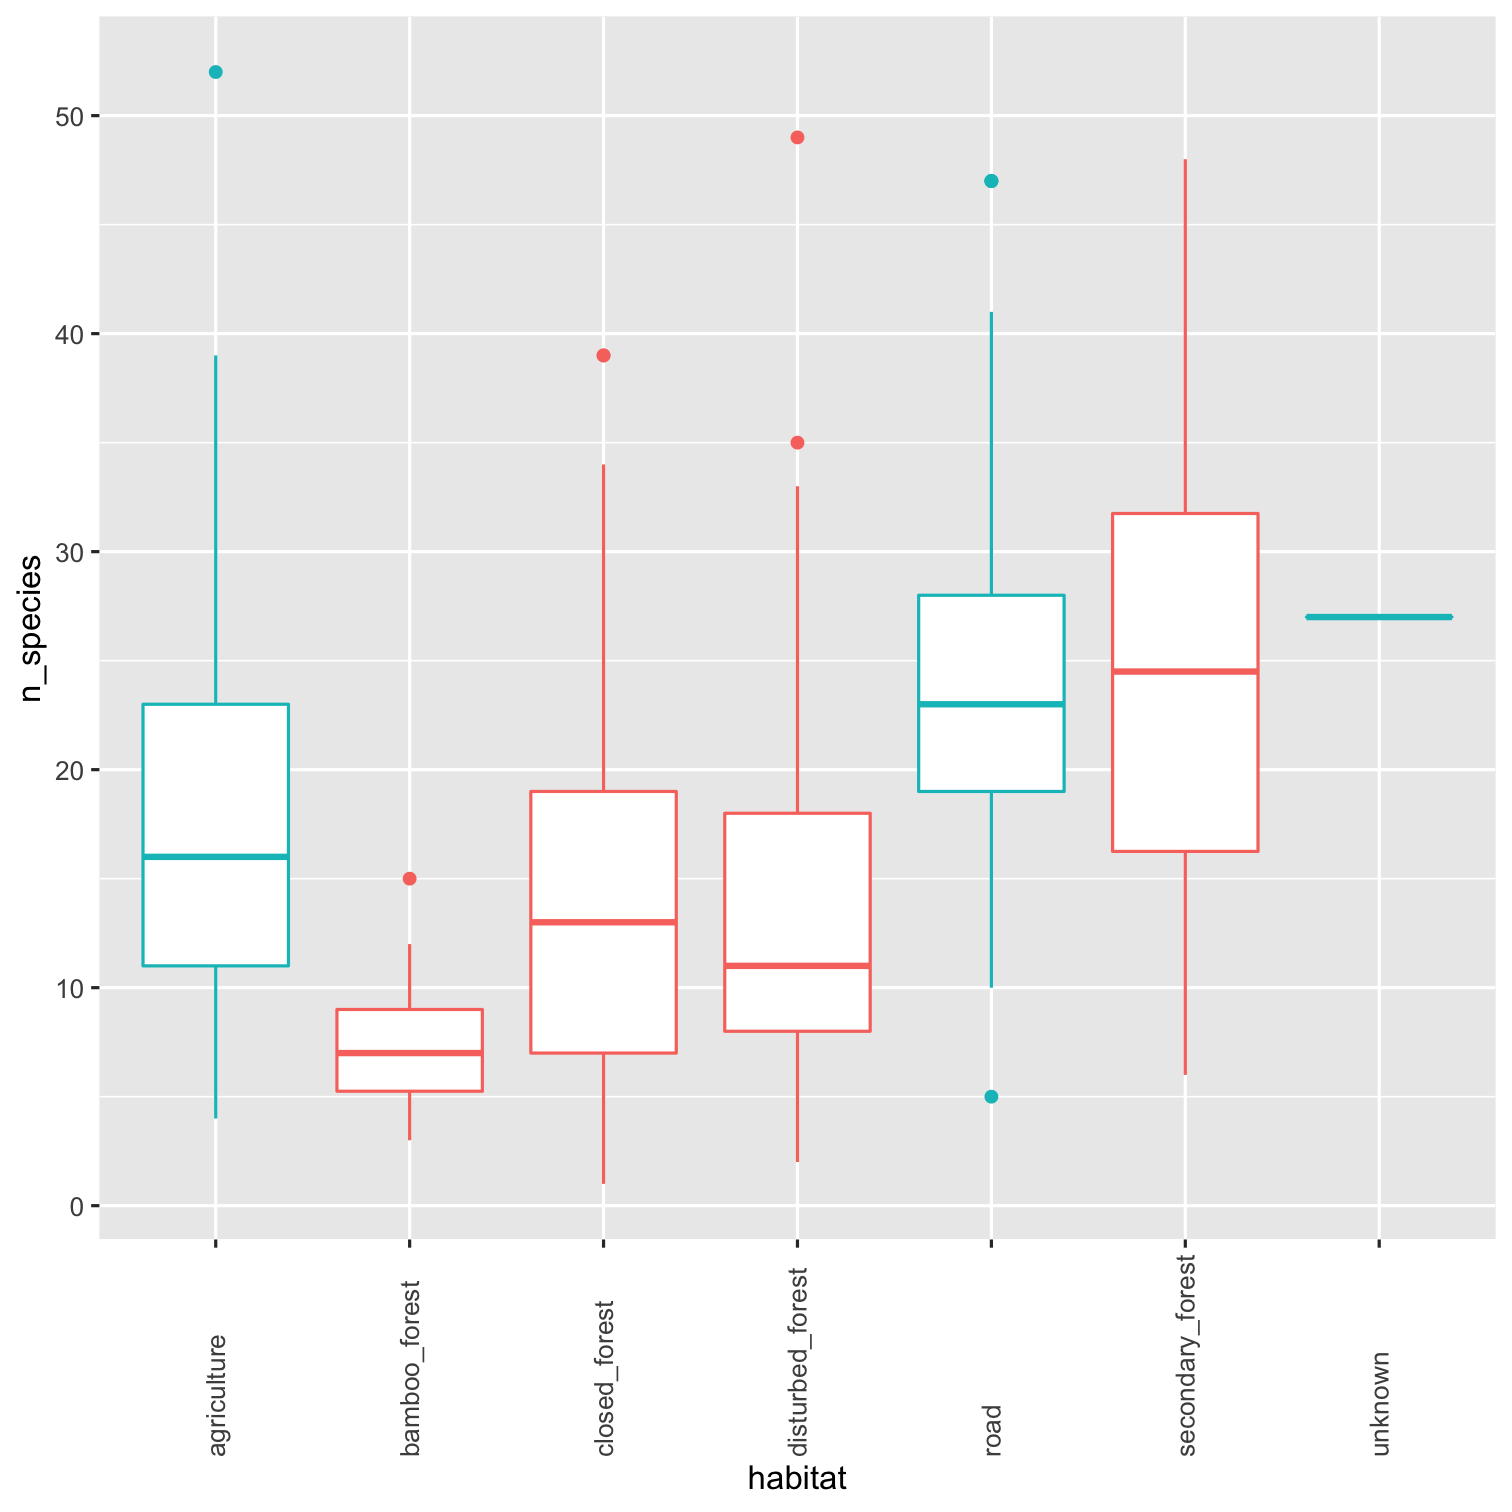 n_species
50
40
30
20
10
0
agriculture
bamboo_forest
closed_forest
disturbed_forest
road
secondary_forest
unknown
habitat